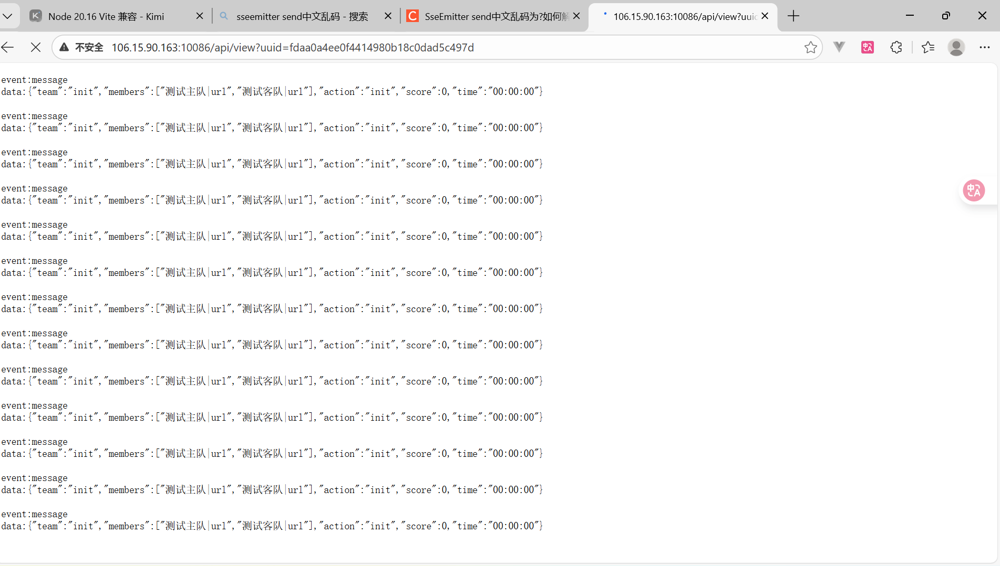 Node 20.16 Vite 兼容 - Kimi
sseemitter send中文乱码 - 搜索
SseEmitter send中文乱码为?如何解
106.15.90.163:10086/api/view?uuid
不安全 106.15.90.163:10086/api/view?uuid=fdaa0a4ee0f4414980b18c0dad5c497d
event:message
data:{"team":"init","members":["测试主队|url","测试客队|url"],"action":"init","score":0,"time":"00:00:00"}
event:message
data:{"team":"init","members":["测试主队|url","测试客队|url"],"action":"init","score":0,"time":"00:00:00"}
event:message
data:{"team":"init","members":["测试主队|url","测试客队|url"],"action":"init","score":0,"time":"00:00:00"}
event:message
data:{"team":"init","members":["测试主队|url","测试客队|url"],"action":"init","score":0,"time":"00:00:00"}
event:message
data:{"team":"init","members":["测试主队|url","测试客队|url"],"action":"init","score":0,"time":"00:00:00"}
event:message
data:{"team":"init","members":["测试主队|url","测试客队|url"],"action":"init","score":0,"time":"00:00:00"}
event:message
data:{"team":"init","members":["测试主队|url","测试客队|url"],"action":"init","score":0,"time":"00:00:00"}
event:message
data:{"team":"init","members":["测试主队|url","测试客队|url"],"action":"init","score":0,"time":"00:00:00"}
event:message
data:{"team":"init","members":["测试主队|url","测试客队|url"],"action":"init","score":0,"time":"00:00:00"}
event:message
data:{"team":"init","members":["测试主队|url","测试客队|url"],"action":"init","score":0,"time":"00:00:00"}
event:message
data:{"team":"init","members":["测试主队|url","测试客队|url"],"action":"init","score":0,"time":"00:00:00"}
event:message
data:{"team":"init","members":["测试主队|url","测试客队|url"],"action":"init","score":0,"time":"00:00:00"}
event:message
data:{"team":"init","members":["测试主队|url","测试客队|url"],"action":"init","score":0,"time":"00:00:00"}